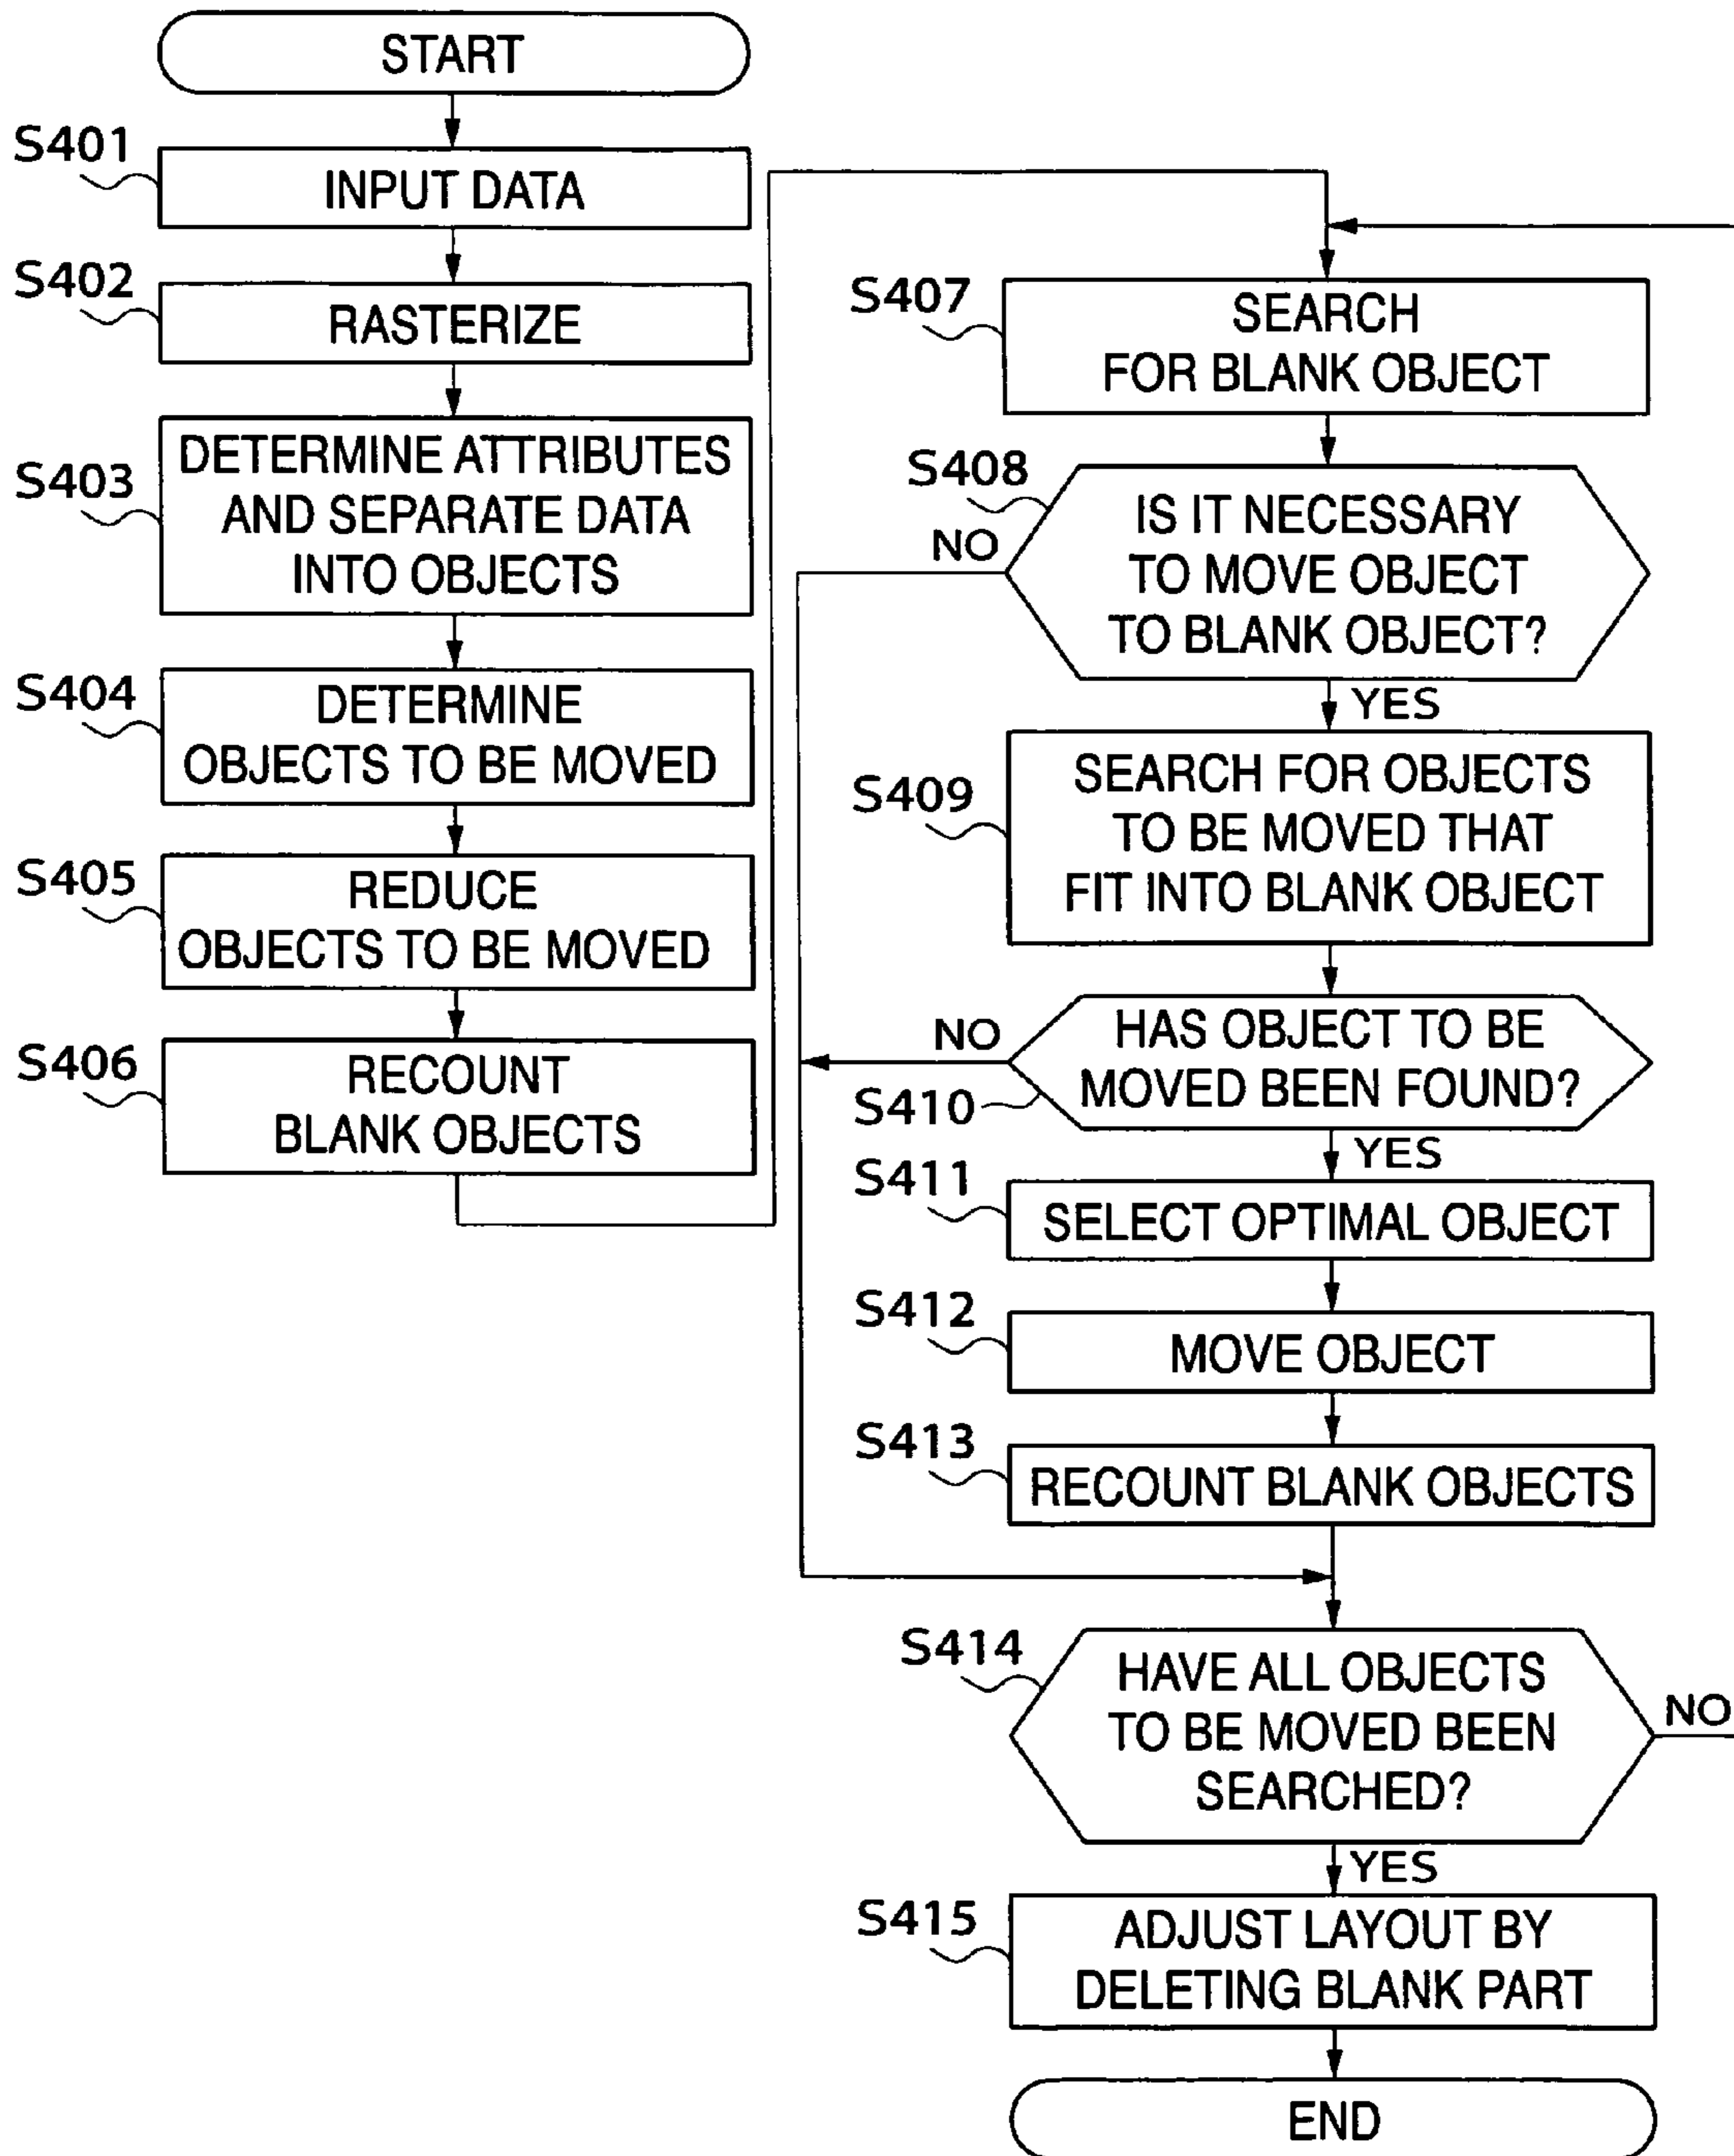 START
S401
INPUT DATA
S402
RASTERIZE
S403
DETERMINE ATTRIBUTES
AND SEPARATE DATA
INTO OBJECTS
S404
DETERMINE
OBJECTS TO BE MOVED
S405
REDUCE
OBJECTS TO BE MOVED
S406
RECOUNT
BLANK OBJECTS
S407
SEARCH
FOR BLANK OBJECT
S408
IS IT NECESSARY
TO MOVE OBJECT
TO BLANK OBJECT?
NO
YES
S409
SEARCH FOR OBJECTS
TO BE MOVED THAT
FIT INTO BLANK OBJECT
NO
HAS OBJECT TO BE
MOVED BEEN FOUND?
S410
YES
S411
SELECT OPTIMAL OBJECT
S412
MOVE OBJECT
S413
RECOUNT BLANK OBJECTS
S414
HAVE ALL OBJECTS
TO BE MOVED BEEN
SEARCHED?
NO
YES
S415
ADJUST LAYOUT BY
DELETING BLANK PART
END